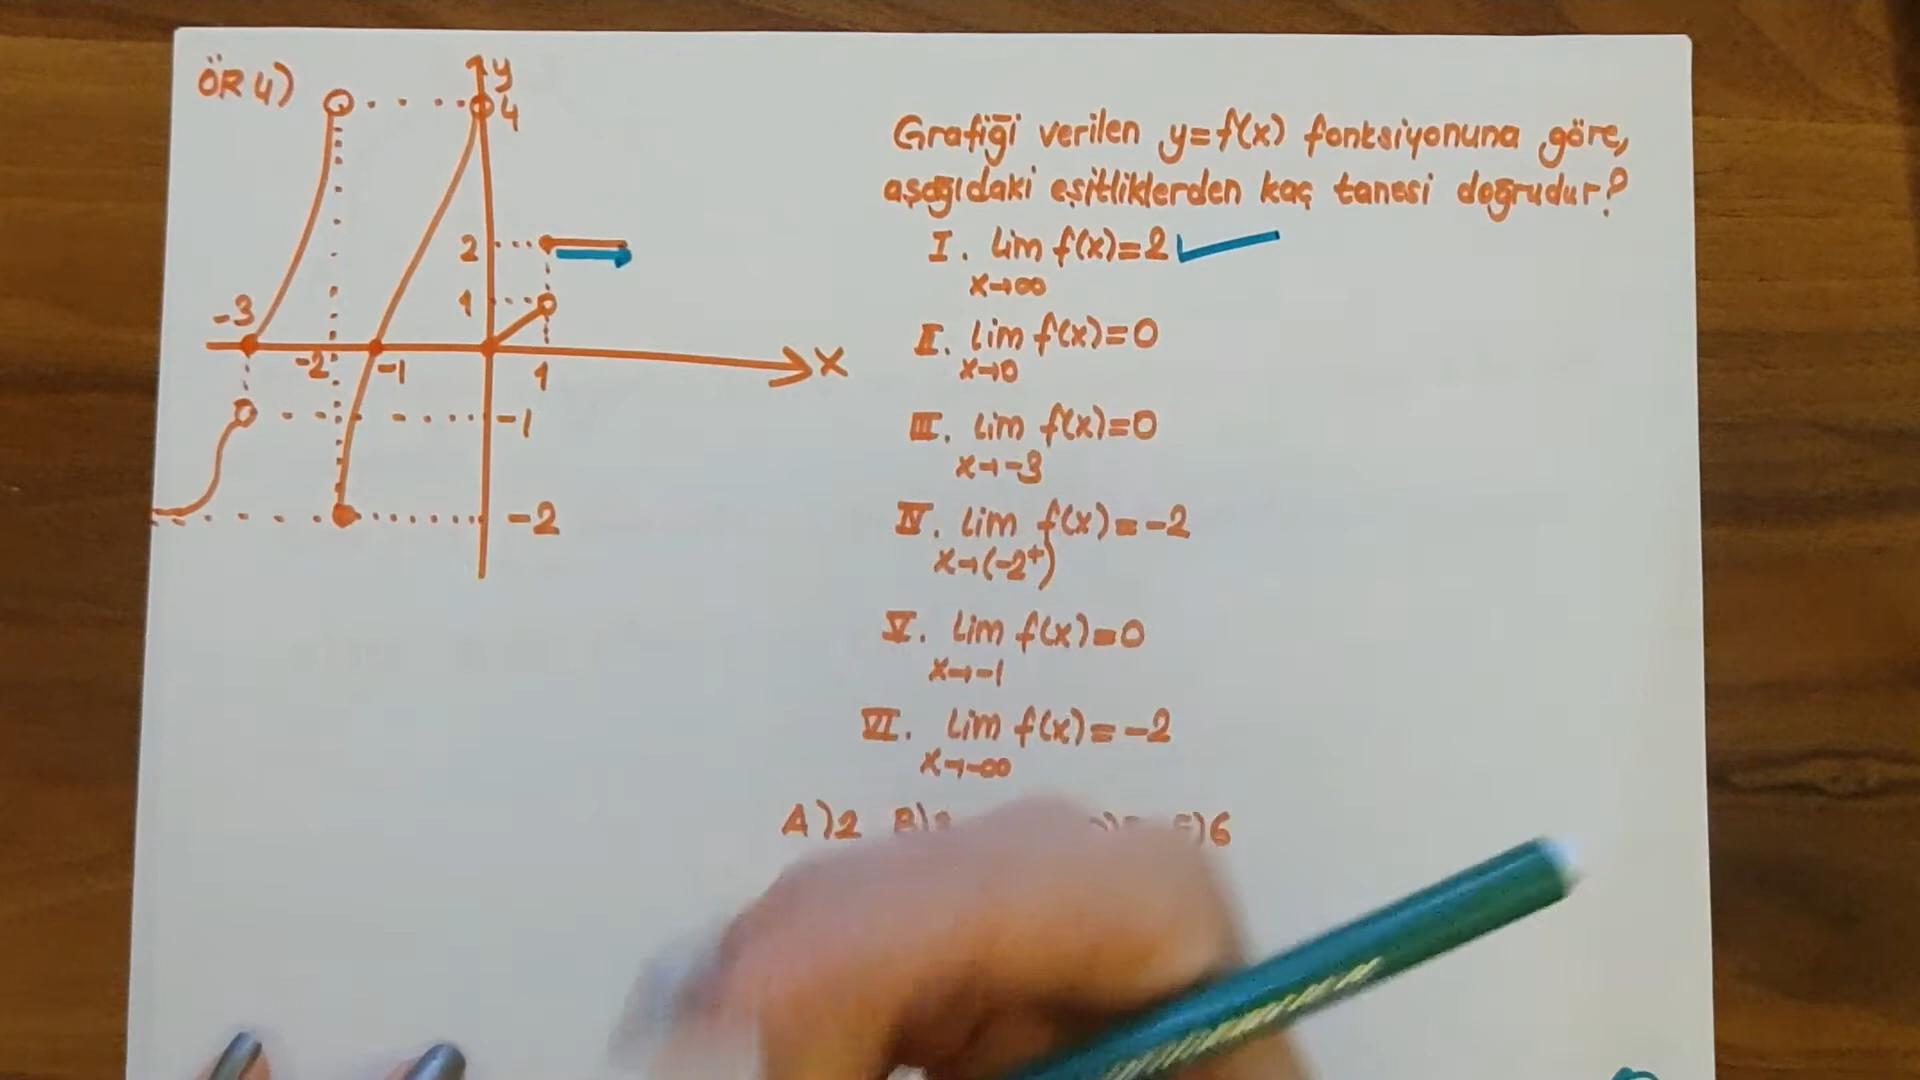 ÖR 4)
y
4
2
1
-3
-2
-1
1
x
-1
-2
Grafiği verilen y=f(x) fonksiyonuna göre,
aşağıdaki eşitliklerden kaç tanesi doğrudur?
I. lim f(x)=2
x→∞
II. lim f(x)=0
x→0
III. lim f(x)=0
x→-3
IV. lim f(x)=-2
x→(-2⁺)
V. lim f(x)=0
x→-1
VI. lim f(x)=-2
x→-∞
A)2 B) )6